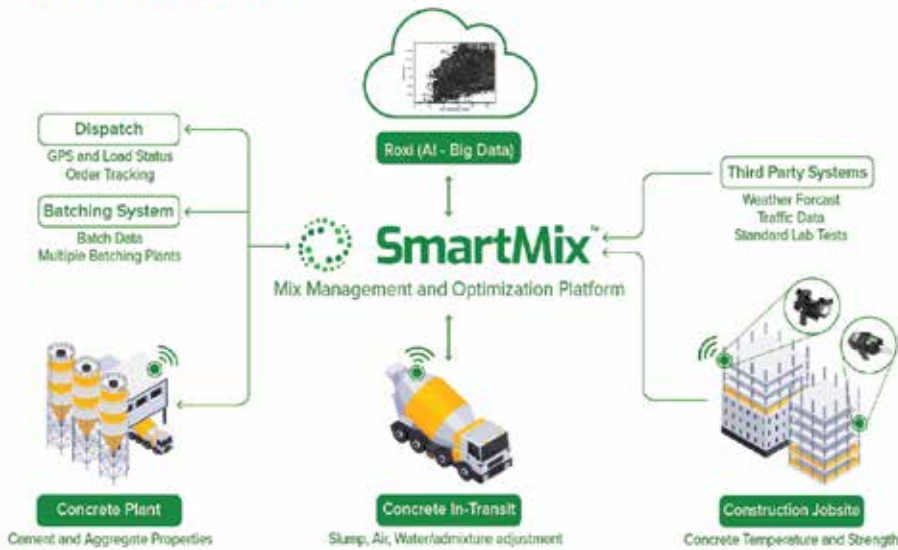 Roxi (AI - Big Data)
Dispatch
GPS and Load Status
Order Tracking
Batching System
Batch Data
Multiple Batching Plants
SmartMix™
Mix Management and Optimization Platform
Third Party Systems
Weather Forcast
Traffic Data
Standard Lab Tests
Concrete Plant
Cement and Aggregate Properties
Concrete In-Transit
Slump, Air, Water/admixture adjustment
Construction Jobsite
Concrete Temperature and Strength